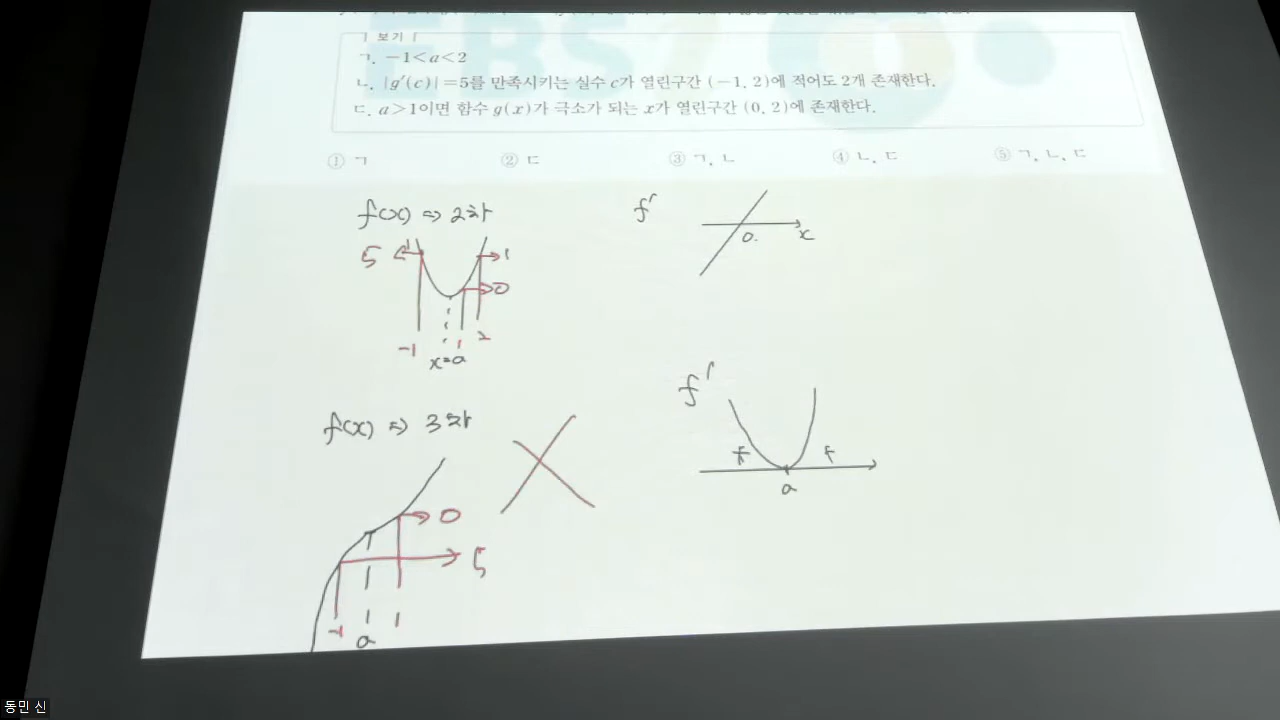 보기
ㄱ. −1<a<2
ㄴ. |g′(c)|=5를 만족시키는 실수 c가 열린구간 (−1, 2)에 적어도 2개 존재한다.
ㄷ. a>1이면 함수 g(x)가 극소가 되는 x가 열린구간 (0, 2)에 존재한다.
① ㄱ ② ㄷ ③ ㄱ, ㄴ ④ ㄴ, ㄷ ⑤ ㄱ, ㄴ, ㄷ
f(x) ⇒ 2차
f′
0.
x
5
1
0
-1
1
2
x=a
f(x) ⇒ 3차
f′
+
+
a
0
5
-1
a
1
동민 신